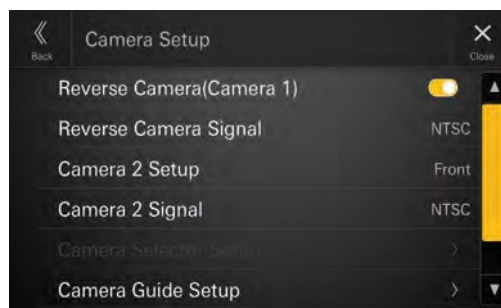 Back
Camera Setup
Close
Reverse Camera(Camera 1)
Reverse Camera Signal NTSC
Camera 2 Setup Front
Camera 2 Signal NTSC
Camera Selector Setup
Camera Guide Setup